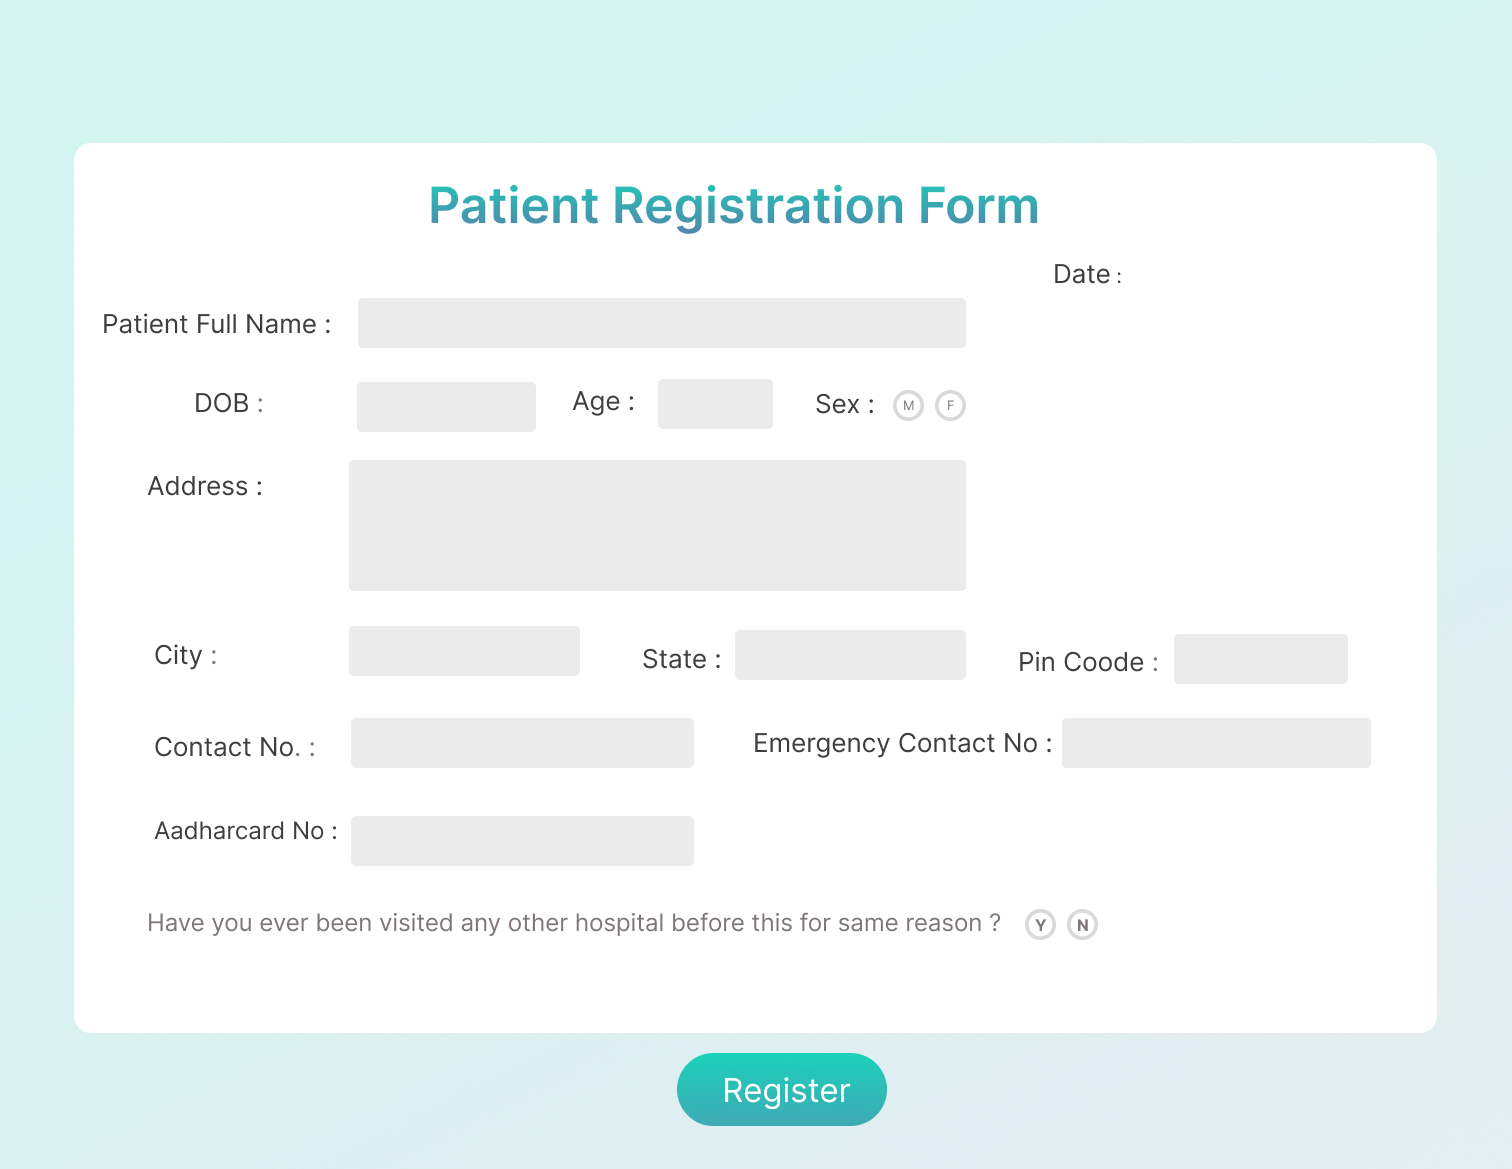 Patient Registration Form
Date :
Patient Full Name :
DOB : Age : Sex : M F
Address :
City : State : Pin Coode :
Contact No. : Emergency Contact No :
Aadharcard No :
Have you ever been visited any other hospital before this for same reason ? Y N
Register